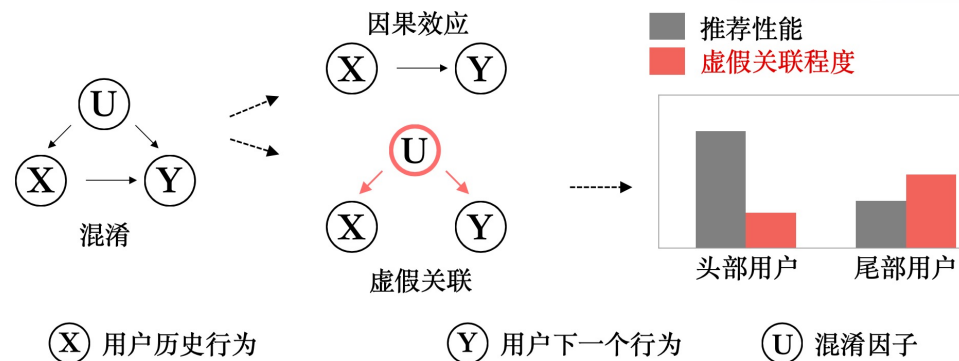 U
X
Y
混淆
因果效应
X
Y
U
X
Y
虚假关联
推荐性能
虚假关联程度
头部用户
尾部用户
X 用户历史行为
Y 用户下一个行为
U 混淆因子